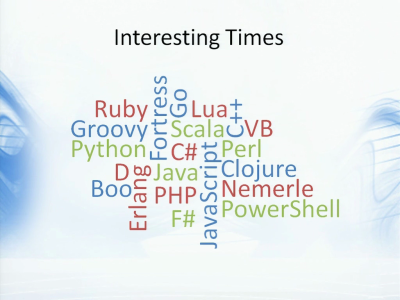 Interesting Times
Fortress
Go
Ruby
Lua
C++
Groovy
Scala
VB
Python
C#
Perl
D
Java
JavaScript
Clojure
Boo
Erlang
PHP
Nemerle
F#
PowerShell